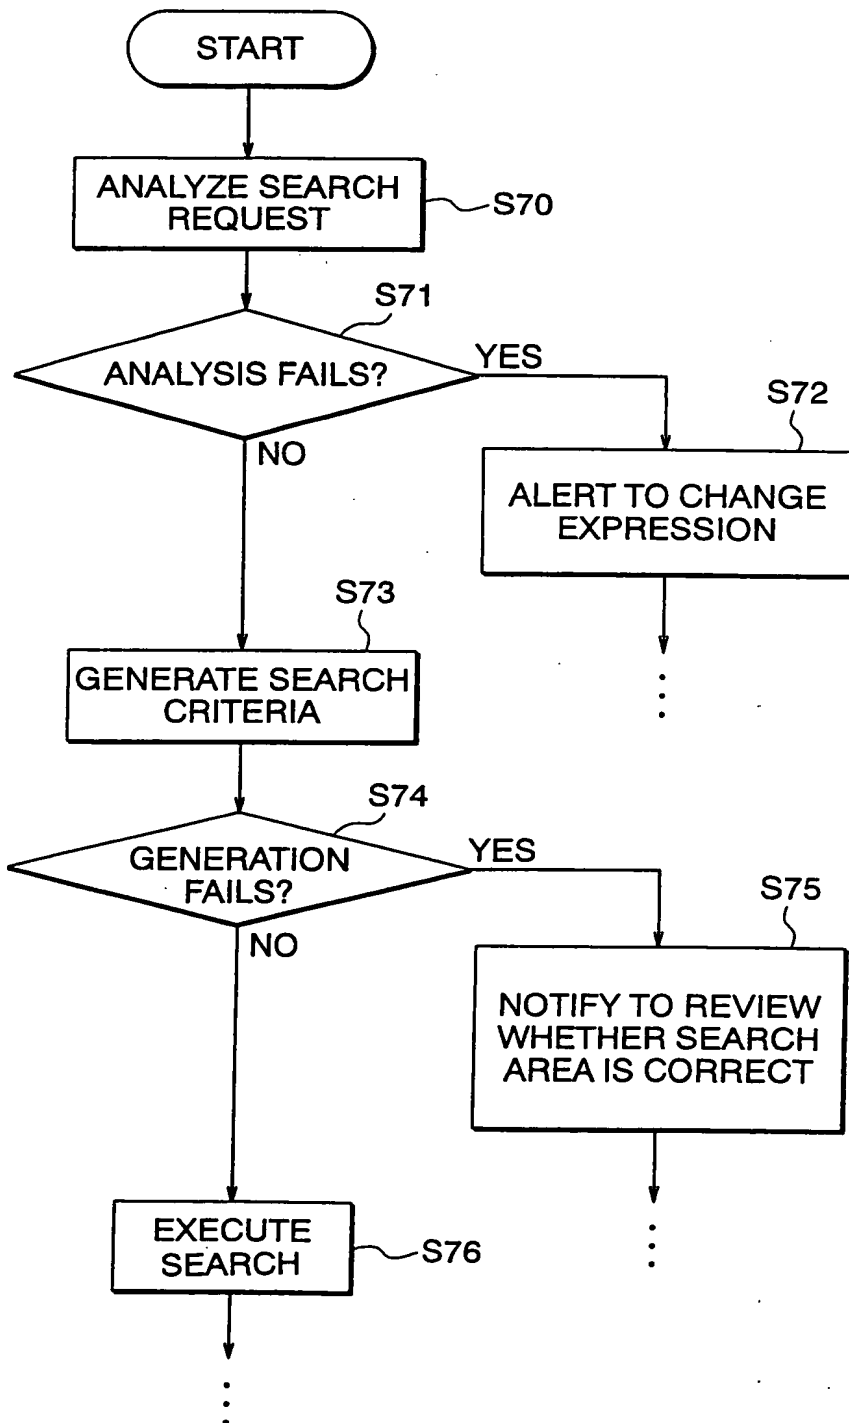 START
ANALYZE SEARCH
REQUEST
S70
S71
ANALYSIS FAILS?
YES
NO
S72
ALERT TO CHANGE
EXPRESSION
S73
GENERATE SEARCH
CRITERIA
S74
GENERATION
FAILS?
YES
NO
S75
NOTIFY TO REVIEW
WHETHER SEARCH
AREA IS CORRECT
EXECUTE
SEARCH
S76